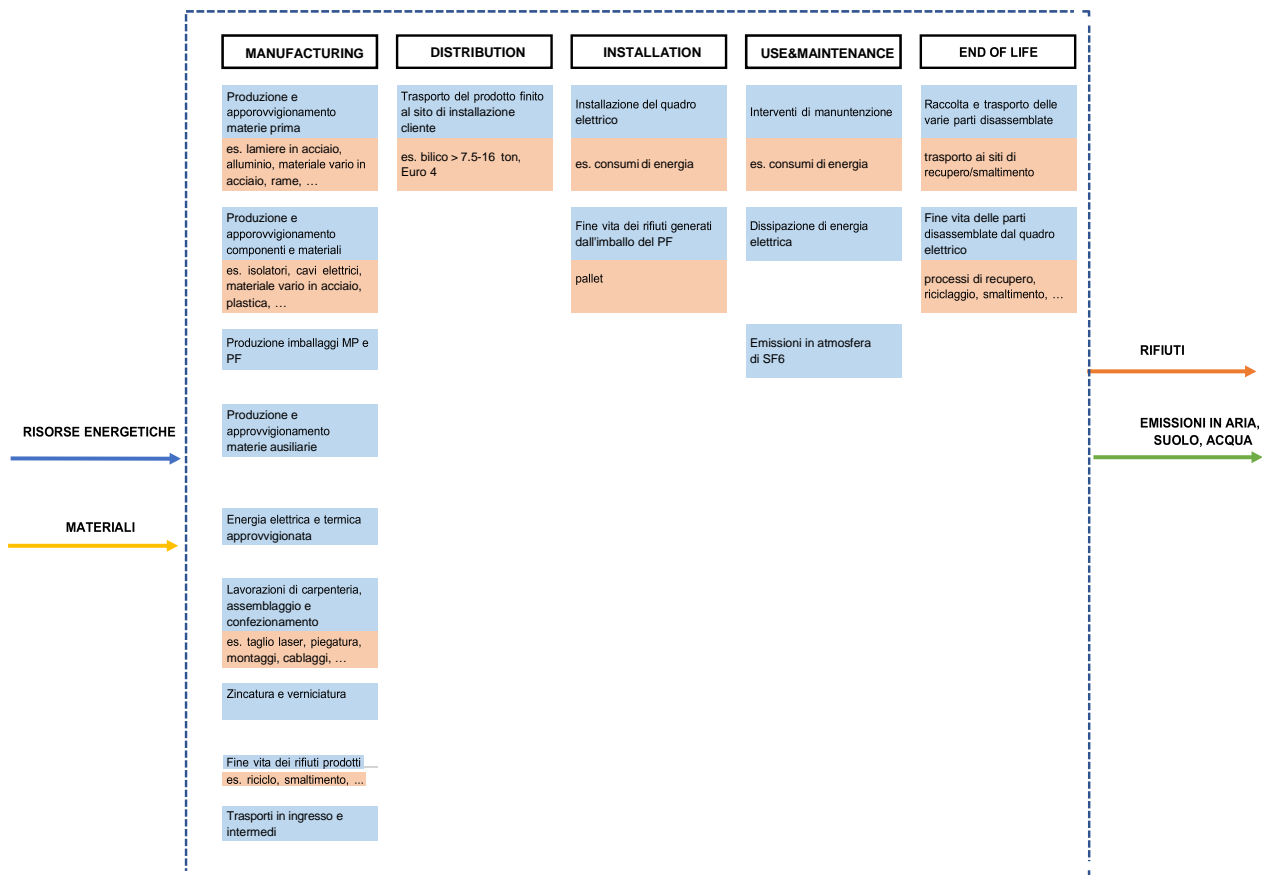 MANUFACTURING
Produzione e
apporovvigionamento
materie prima
es. lamiere in acciaio,
alluminio, materiale vario in
acciaio, rame, …
Produzione e
apporovvigionamento
componenti e materiali
es. isolatori, cavi elettrici,
materiale vario in acciaio,
plastica, …
Produzione imballaggi MP e
PF
Produzione e
approvvigionamento
materie ausiliarie
Energia elettrica e termica
approvvigionata
Lavorazioni di carpenteria,
assemblaggio e
confezionamento
es. taglio laser, piegatura,
montaggi, cablaggi, …
Zincatura e verniciatura
Fine vita dei rifiuti prodotti
es. riciclo, smaltimento, ...
Trasporti in ingresso e
intermedi
DISTRIBUTION
Trasporto del prodotto finito
al sito di installazione
cliente
es. bilico > 7.5-16 ton,
Euro 4
INSTALLATION
Installazione del quadro
elettrico
es. consumi di energia
Fine vita dei rifiuti generati
dall'imballo del PF
pallet
USE&MAINTENANCE
Interventi di manuntenzione
es. consumi di energia
Dissipazione di energia
elettrica
Emissioni in atmosfera
di SF6
END OF LIFE
Raccolta e trasporto delle
varie parti disassemblate
trasporto ai siti di
recupero/smaltimento
Fine vita delle parti
disassemblate dal quadro
elettrico
processi di recupero,
riciclaggio, smaltimento, …
RISORSE ENERGETICHE
MATERIALI
RIFIUTI
EMISSIONI IN ARIA,
SUOLO, ACQUA